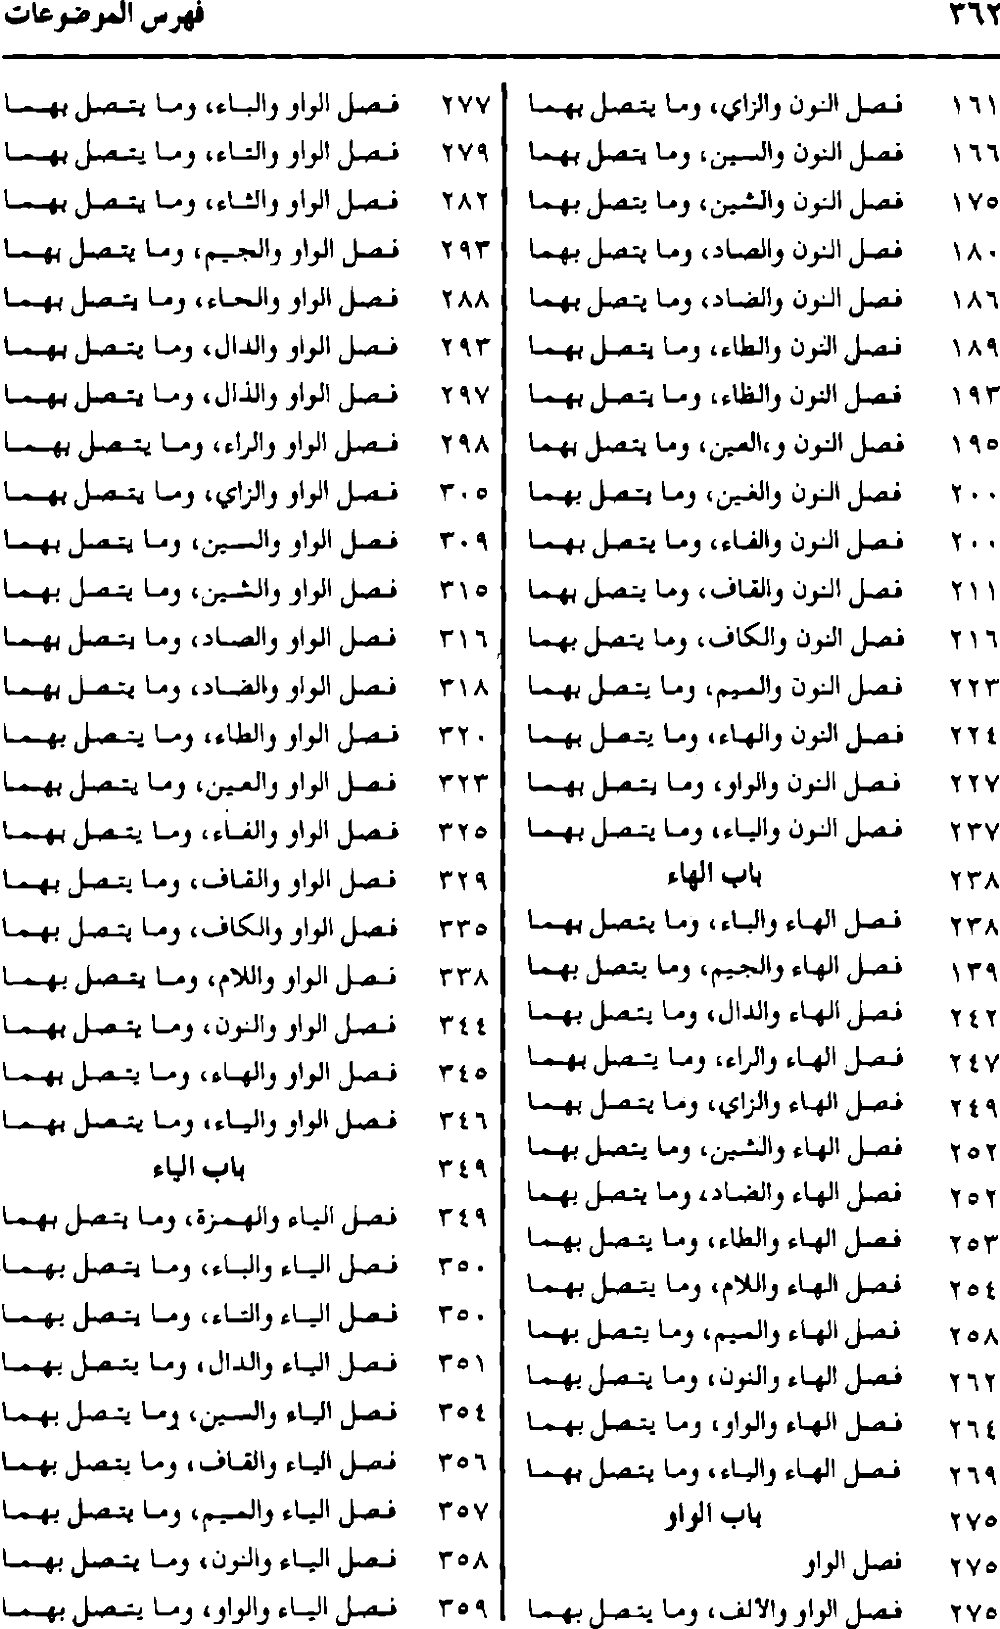 ٣٦٢ فهرس الموضوعات
١٦١ فصل النون والزاي، وما يتصل بهما
١٦٦ فصل النون والسين، وما يتصل بهما
١٧٥ فصل النون والشين، وما يتصل بهما
١٨٠ فصل النون والصاد، وما يتصل بهما
١٨٦ فصل النون والضاد، وما يتصل بهما
١٨٩ فصل النون والطاء، وما يتصل بهما
١٩٣ فصل النون والظاء، وما يتصل بهما
١٩٥ فصل النون و،العين، وما يتصل بهما
٢٠٠ فصل النون والغين، وما يتصل بهما
٢٠٠ فصل النون والفاء، وما يتصل بهما
٢١١ فصل النون والقاف، وما يتصل بهما
٢١٦ فصل النون والكاف، وما يتصل بهما
٢٢٣ فصل النون والميم، وما يتصل بهما
٢٢٤ فصل النون والهاء، وما يتصل بهما
٢٢٧ فصل النون والواو، وما يتصل بهما
٢٣٧ فصل النون والياء، وما يتصل بهما
٢٣٨ باب الهاء
٢٣٨ فصل الهاء والباء، وما يتصل بهما
١٣٩ فصل الهاء والجيم، وما يتصل بهما
٢٤٢ فصل الهاء والدال، وما يتصل بهما
٢٤٧ فصل الهاء والراء، وما يتصل بهما
٢٤٩ فصل الهاء والزاي، وما يتصل بهما
٢٥٢ فصل الهاء والشين، وما يتصل بهما
٢٥٢ فصل الهاء والضاد، وما يتصل بهما
٢٥٣ فصل الهاء والطاء، وما يتصل بهما
٢٥٤ فصل الهاء واللام، وما يتصل بهما
٢٥٨ فصل الهاء والميم، وما يتصل بهما
٢٦٢ فصل الهاء والنون، وما يتصل بهما
٢٦٤ فصل الهاء والواو، وما يتصل بهما
٢٦٩ فصل الهاء والياء، وما يتصل بهما
٢٧٥ باب الواو
٢٧٥ فصل الواو
٢٧٥ فصل الواو والألف، وما يتصل بهما
٢٧٧ فصل الواو والباء، وما يتصل بهما
٢٧٩ فصل الواو والتاء، وما يتصل بهما
٢٨٢ فصل الواو والثاء، وما يتصل بهما
٢٩٣ فصل الواو والجيم، وما يتصل بهما
٢٨٨ فصل الواو والحاء، وما يتصل بهما
٢٩٣ فصل الواو والدال، وما يتصل بهما
٢٩٧ فصل الواو والذال، وما يتصل بهما
٢٩٨ فصل الواو والراء، وما يتصل بهما
٣٠٥ فصل الواو والزاي، وما يتصل بهما
٣٠٩ فصل الواو والسين، وما يتصل بهما
٣١٥ فصل الواو والشين، وما يتصل بهما
٣١٦ فصل الواو والصاد، وما يتصل بهما
٣١٨ فصل الواو والضاد، وما يتصل بهما
٣٢٠ فصل الواو والطاء، وما يتصل بهما
٣٢٣ فصل الواو والعين، وما يتصل بهما
٣٢٥ فصل الواو والفاء، وما يتصل بهما
٣٢٩ فصل الواو والقاف، وما يتصل بهما
٣٣٥ فصل الواو والكاف، وما يتصل بهما
٣٣٨ فصل الواو واللام، وما يتصل بهما
٣٤٤ فصل الواو والنون، وما يتصل بهما
٣٤٥ فصل الواو والهاء، وما يتصل بهما
٣٤٦ فصل الواو والياء، وما يتصل بهما
٣٤٩ باب الياء
٣٤٩ فصل الياء والهمزة، وما يتصل بهما
٣٥٠ فصل الياء والباء، وما يتصل بهما
٣٥٠ فصل الياء والتاء، وما يتصل بهما
٣٥١ فصل الياء والدال، وما يتصل بهما
٣٥٤ فصل الياء والسين، وما يتصل بهما
٣٥٦ فصل الياء والقاف، وما يتصل بهما
٣٥٧ فصل الياء والميم، وما يتصل بهما
٣٥٨ فصل الياء والنون، وما يتصل بهما
٣٥٩ فصل الياء والواو، وما يتصل بهما